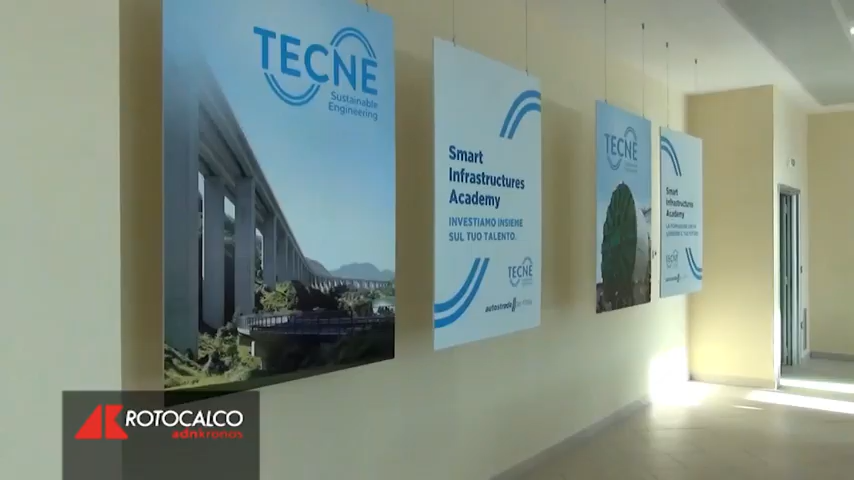 TECNE
Sustainable
Engineering
Smart
Infrastructures
Academy
INVESTIAMO INSIEME
SUL TUO TALENTO.
TECNE
autostrade
TECNE
Smart
Infrastructures
Academy
TECNE
ROTOCALCO
adnkronos